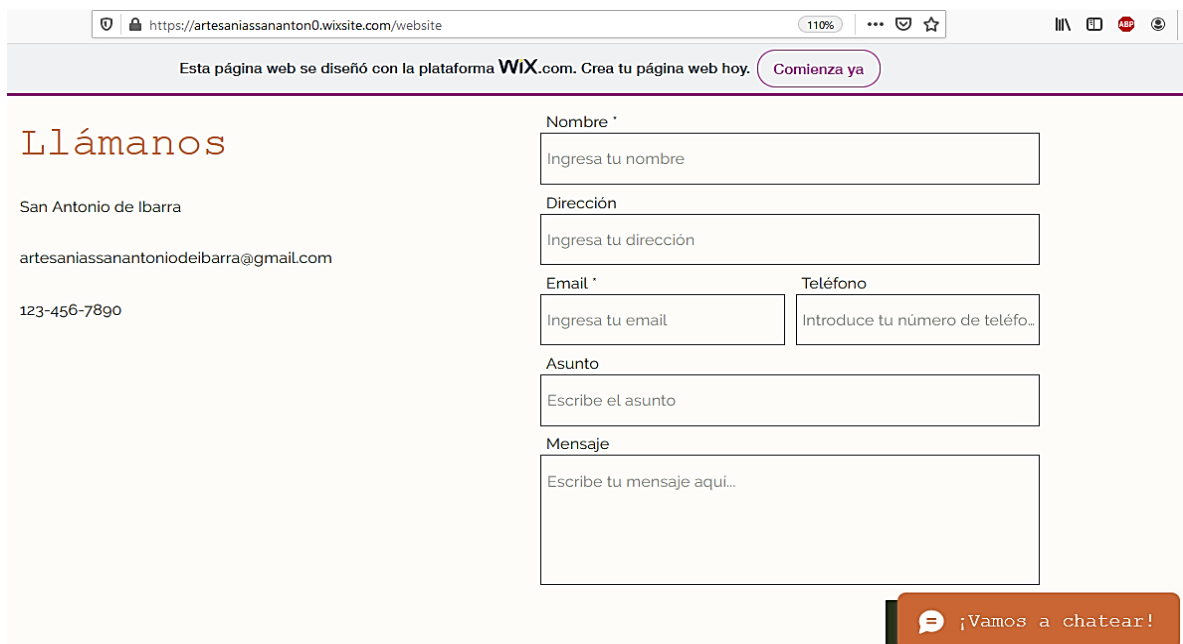 https://artesaniassananton0.wixsite.com/website
110%
ABP
Esta página web se diseñó con la plataforma WiX.com. Crea tu página web hoy. Comienza ya
Llámanos
San Antonio de Ibarra
artesaniassanantoniodeibarra@gmail.com
123-456-7890
Nombre *
Ingresa tu nombre
Dirección
Ingresa tu dirección
Email * Teléfono
Ingresa tu email Introduce tu número de teléfo...
Asunto
Escribe el asunto
Mensaje
Escribe tu mensaje aquí...
¡Vamos a chatear!